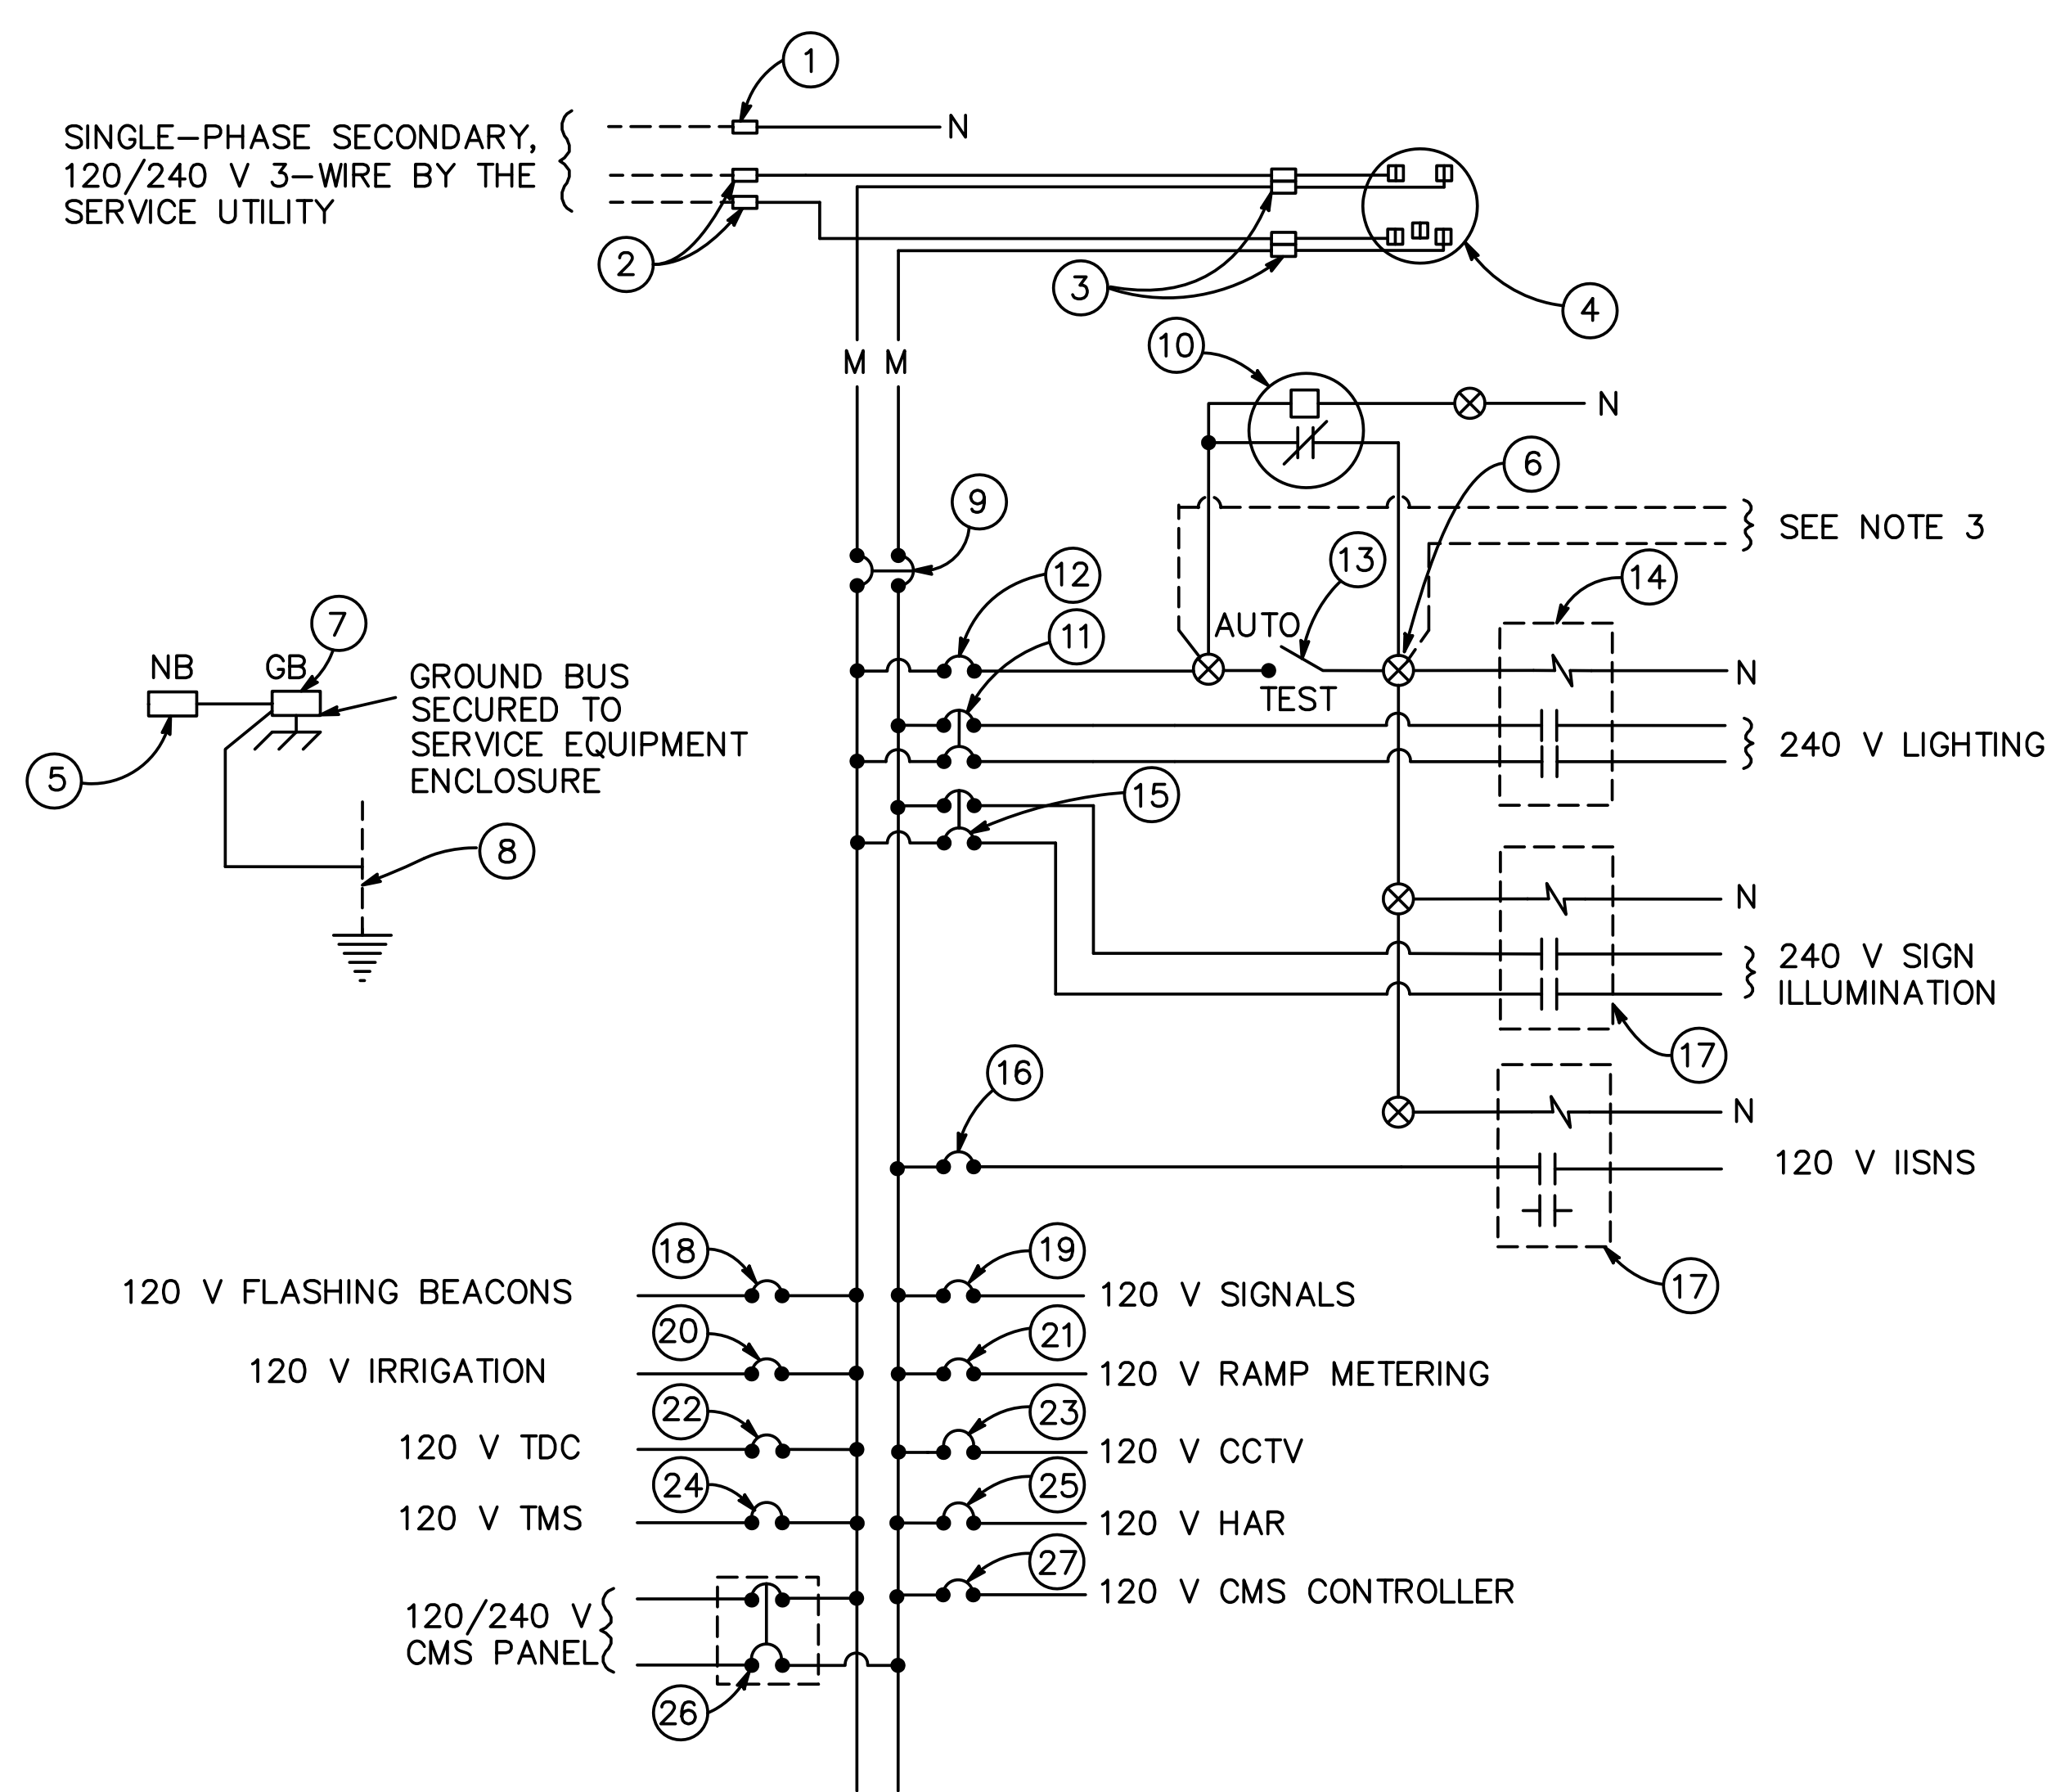 1
SINGLE-PHASE SECONDARY,
120/240 V 3-WIRE BY THE
SERVICE UTILITY
N
2
3
4
M M
10
N
6
9
SEE NOTE 3
12
13
14
11
AUTO
TEST
N
7
NB GB
GROUND BUS
SECURED TO
SERVICE EQUIPMENT
ENCLOSURE
5
8
240 V LIGHTING
15
N
240 V SIGN
ILLUMINATION
17
16
N
120 V IISNS
17
18
19
120 V FLASHING BEACONS
120 V SIGNALS
20
21
120 V IRRIGATION
120 V RAMP METERING
22
23
120 V TDC
120 V CCTV
24
25
120 V TMS
120 V HAR
27
120 V CMS CONTROLLER
120/240 V
CMS PANEL
26